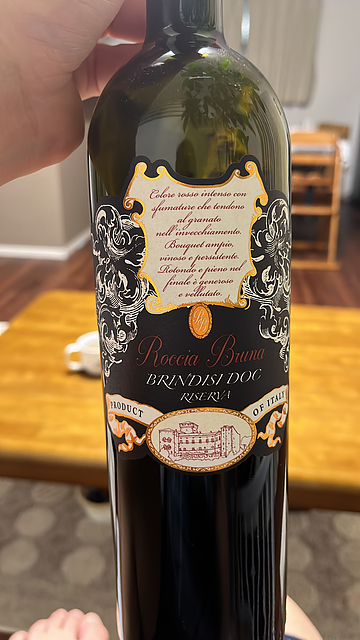 Colore rosso intenso con
sfumature che tendono
al granato
nell'invecchiamento.
Bouquet ampio,
vinoso e persistente.
Rotondo e pieno nel
finale è generoso
e vellutato.
Roccia Bruna
BRINDISI DOC
RISERVA
PRODUCT OF ITALY